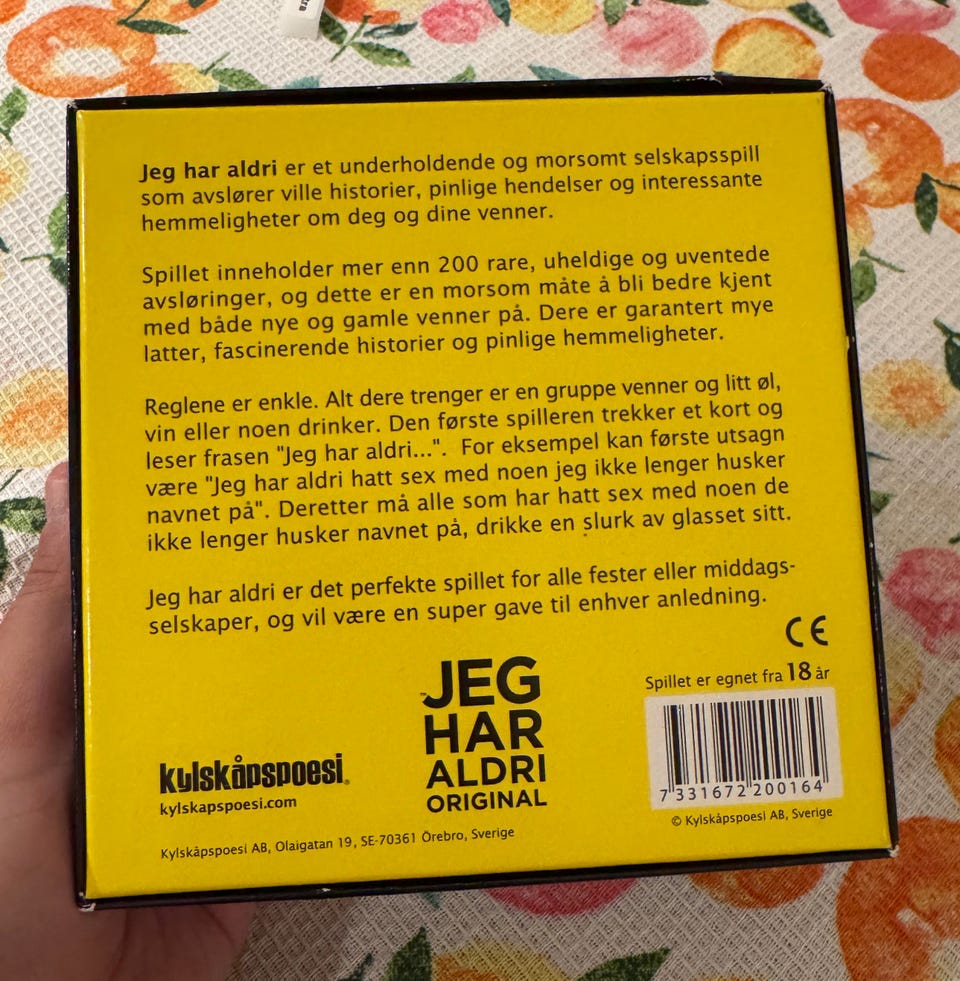 Jeg har aldri er et underholdende og morsomt selskapsspill
som avslører ville historier, pinlige hendelser og interessante
hemmeligheter om deg og dine venner.
Spillet inneholder mer enn 200 rare, uheldige og uventede
avsløringer, og dette er en morsom måte å bli bedre kjent
med både nye og gamle venner på. Dere er garantert mye
latter, fascinerende historier og pinlige hemmeligheter.
Reglene er enkle. Alt dere trenger er en gruppe venner og litt øl,
vin eller noen drinker. Den første spilleren trekker et kort og
leser frasen "Jeg har aldri...". For eksempel kan første utsagn
være "Jeg har aldri hatt sex med noen jeg ikke lenger husker
navnet på". Deretter må alle som har hatt sex med noen de
ikke lenger husker navnet på, drikke en slurk av glasset sitt.
Jeg har aldri er det perfekte spillet for alle fester eller middags-
selskaper, og vil være en super gave til enhver anledning.
CE
Spillet er egnet fra 18 år
JEG
HAR
ALDRI
ORIGINAL
kylskåpspoesi®
kylskapspoesi.com
7 331672 200164
© Kylskåpspoesi AB, Sverige
Kylskåpspoesi AB, Olaigatan 19, SE-70361 Örebro, Sverige